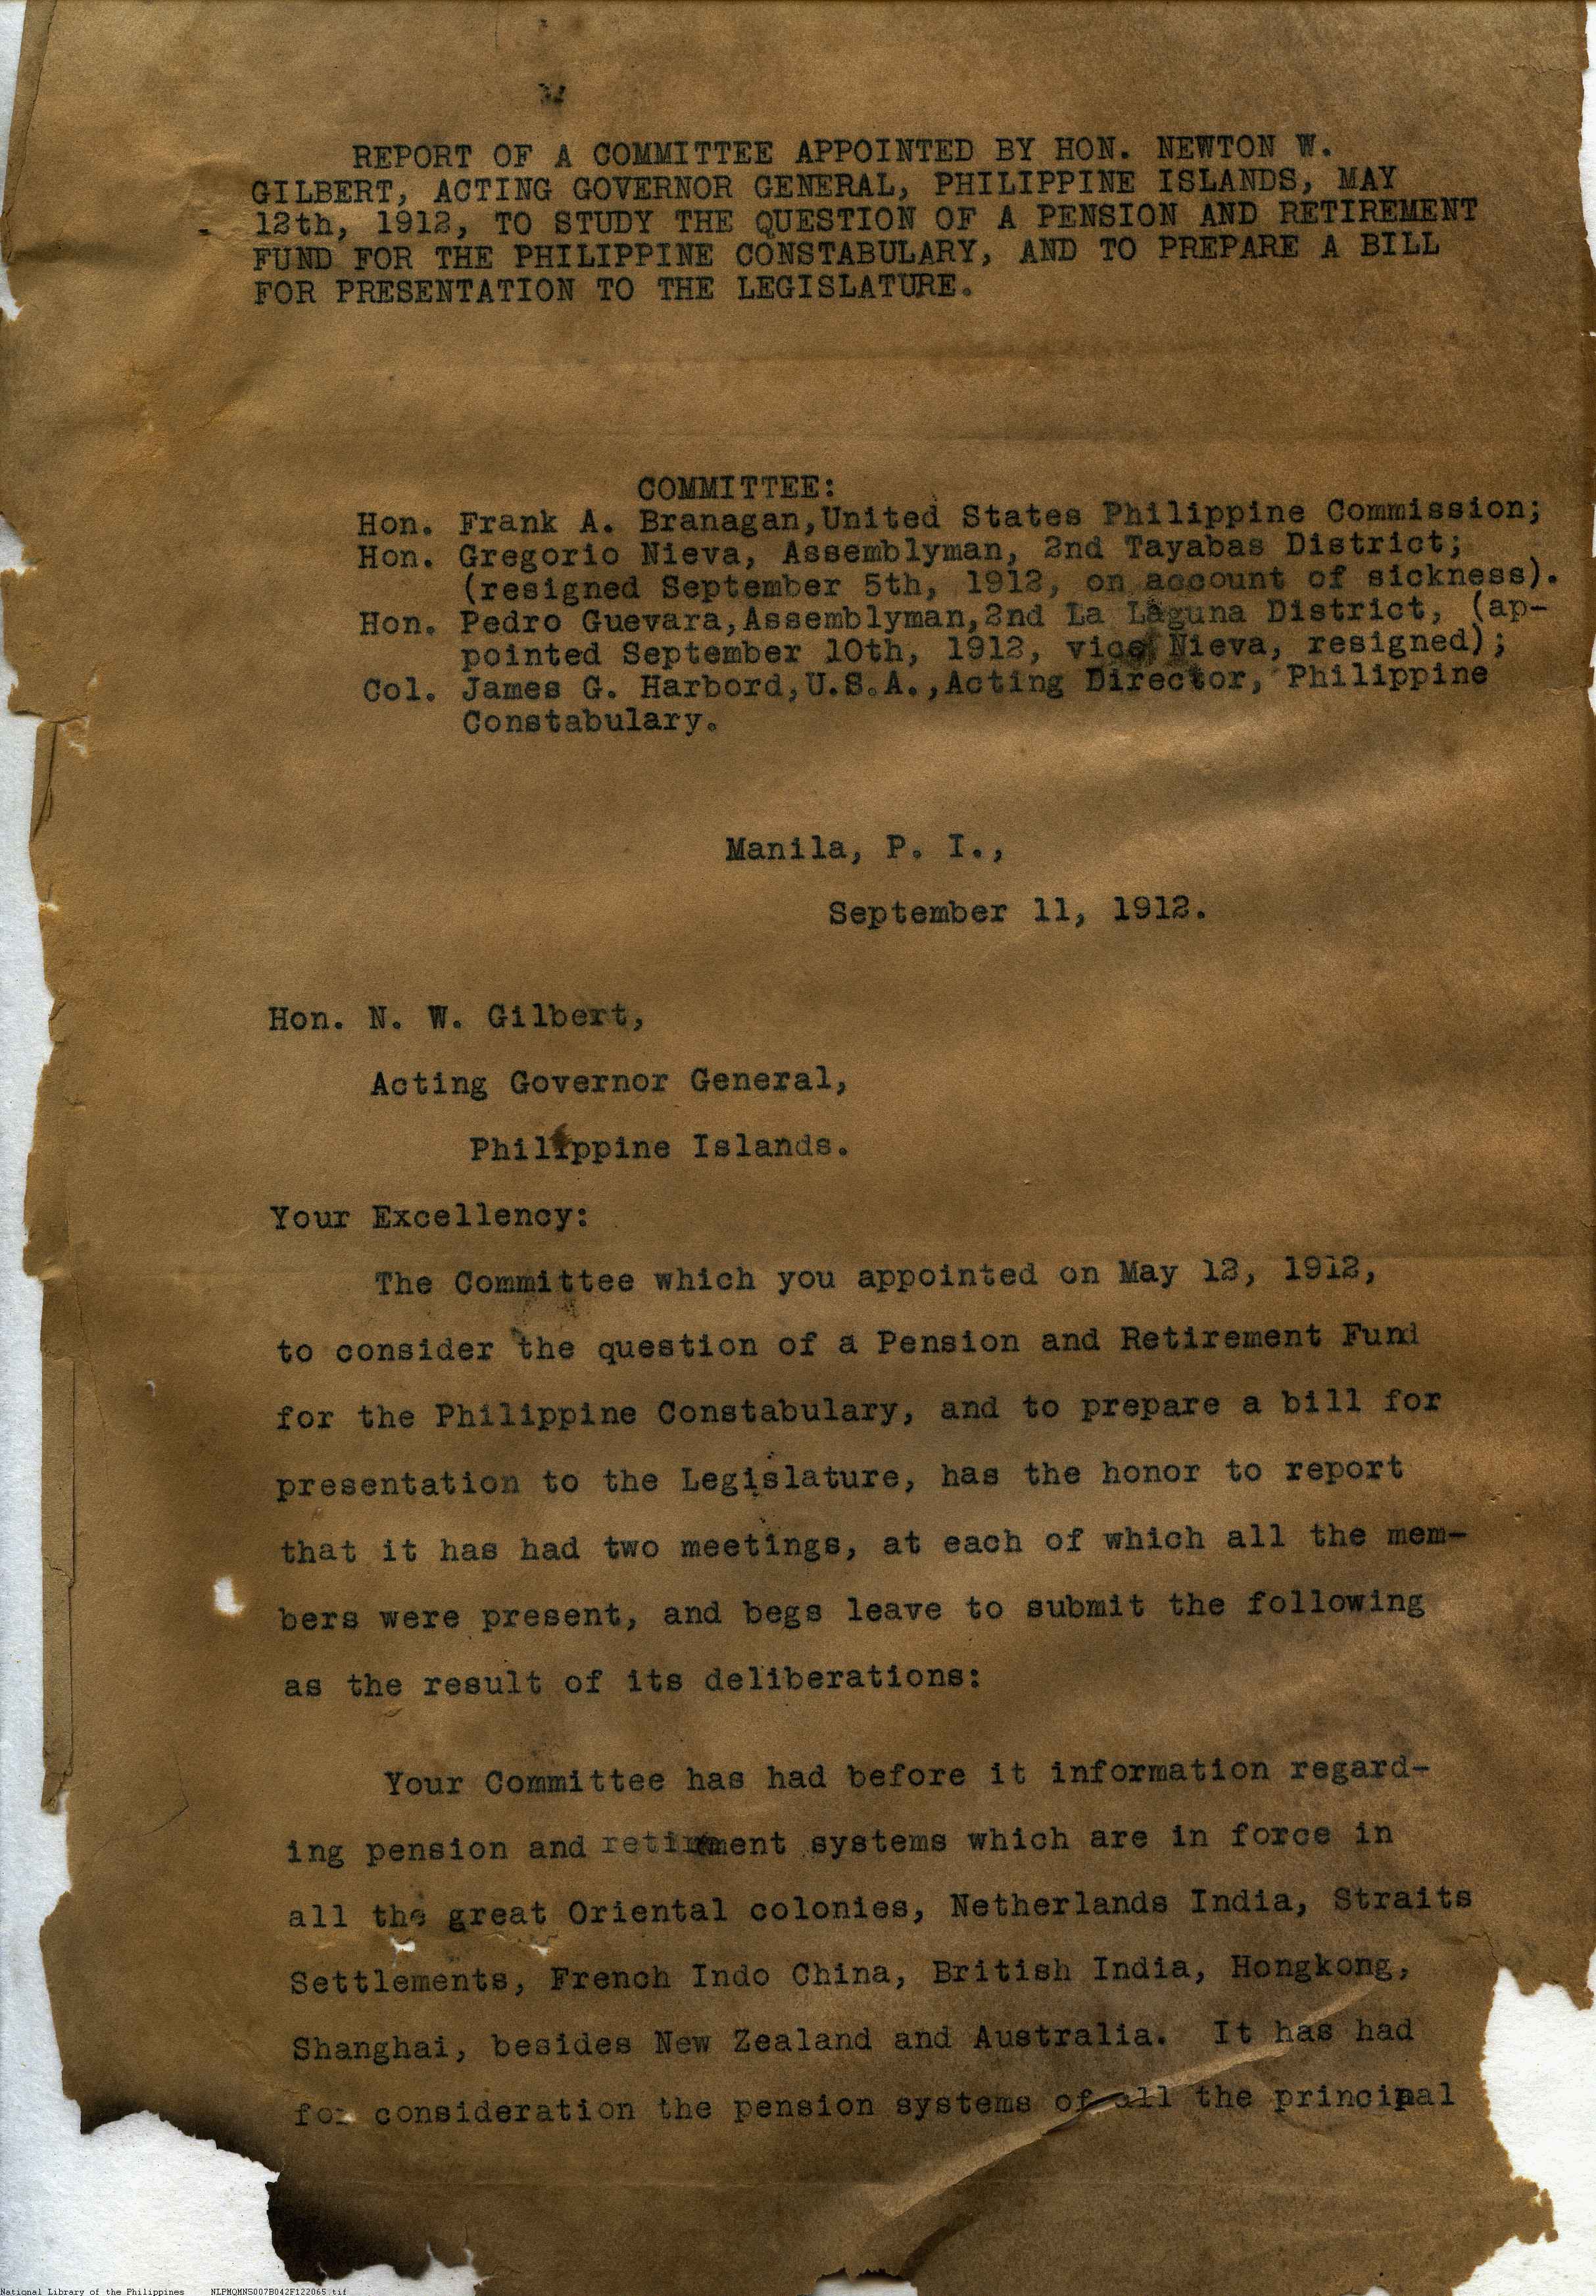 REPORT OF A COMMITTEE APPOINTED BY HON. NEWTON W.
GILBERT, ACTING GOVERNOR GENERAL, PHILIPPINE ISLANDS, MAY
12th, 1912, TO STUDY THE QUESTION OF A PENSION AND RETIREMENT
FUND FOR THE PHILIPPINE CONSTABULARY, AND TO PREPARE A BILL
FOR PRESENTATION TO THE LEGISLATURE.
COMMITTEE:
Hon. Frank A. Branagan,United States Philippine Commission;
Hon. Gregorio Nieva, Assemblyman, 2nd Tayabas District;
(resigned September 5th, 1912, on account of sickness).
Hon. Pedro Guevara,Assemblyman,2nd La Laguna District, (ap-
pointed September 10th, 1912, vice Nieva, resigned);
Col. James G. Harbord,U.S.A.,Acting Director, Philippine
Constabulary.
Manila, P. I.,
September 11, 1912.
Hon. N. W. Gilbert,
Acting Governor General,
Philippine Islands.
Your Excellency:
The Committee which you appointed on May 12, 1912,
to consider the question of a Pension and Retirement Fund
for the Philippine Constabulary, and to prepare a bill for
presentation to the Legislature, has the honor to report
that it has had two meetings, at each of which all the mem-
bers were present, and begs leave to submit the following
as the result of its deliberations:
Your Committee has had before it information regard-
ing pension and retirement systems which are in force in
all the great Oriental colonies, Netherlands India, Straits
Settlements, French Indo China, British India, Hongkong,
Shanghai, besides New Zealand and Australia. It has had
for consideration the pension systems of all the principal
National Library of the Philippines NLPMQMNS007B042F122065.tif